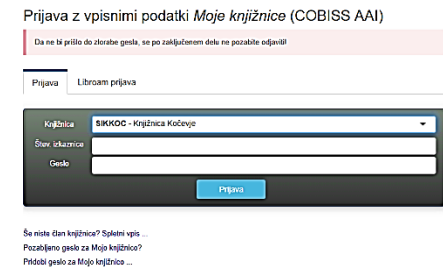 Prijava z vpisnimi podatki Moje knjižnice (COBISS AAI)
Da ne bi prišlo do zlorabe gesla, se po zaključenem delu ne pozabite odjaviti!
Prijava
Libroam prijava
Knjižnica
SIKKOC - Knjižnica Kočevje
Štev. izkaznice
Geslo
Prijava
Še niste član knjižnice? Spletni vpis ...
Pozabljeno geslo za Mojo knjižnico?
Pridobi geslo za Mojo knjižnico ...